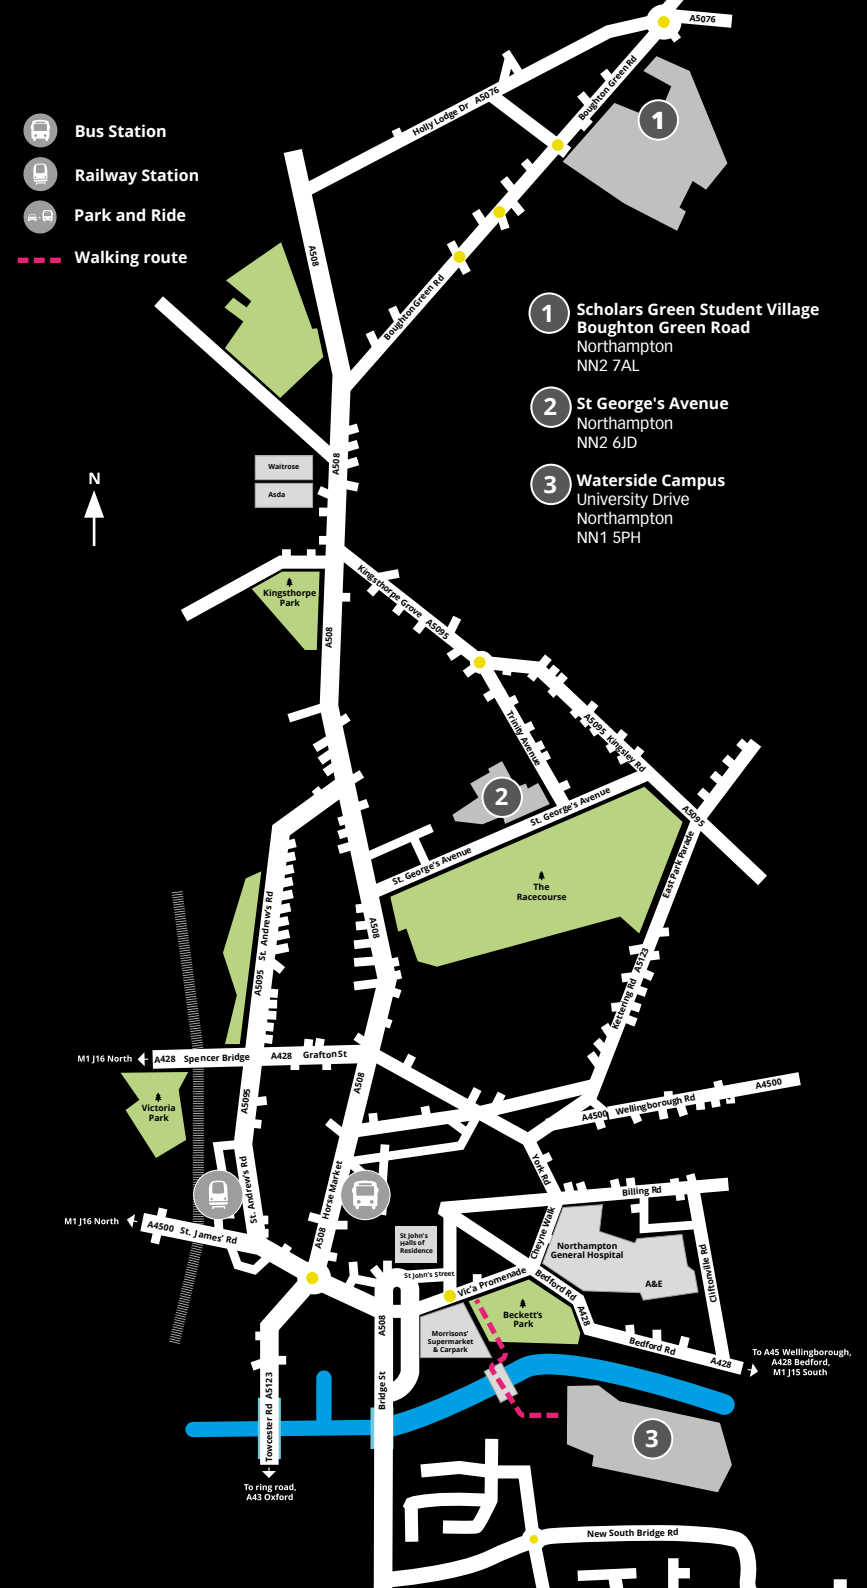 A5076
Boughton Green Rd
Holly Lodge Dr A5076
1
Bus Station
Railway Station
Park and Ride
Walking route
A508
Boughton Green Rd
1
Scholars Green Student Village
Boughton Green Road
Northampton
NN2 7AL
2
St George's Avenue
Northampton
NN2 6JD
3
Waterside Campus
University Drive
Northampton
NN1 5PH
A508
Waitrose
Asda
N
Kingsthorpe
Park
Kingsthorpe Grove A5095
A508
Trinity Avenue
A5095 Kingsley Rd
2
St. George's Avenue
St. George's Avenue
A5095
East Park Parade
The
Racecourse
A508
A5095 St. Andrew's Rd
Kettering Rd A5123
M1 J16 North
A428 Spencer Bridge
A428 Grafton St
A508
A5095
Victoria
Park
A4500 Wellingborough Rd
A4500
York Rd
St. Andrew's Rd
A508 Horse Market
Billing Rd
M1 J16 North
A4500 St. James' Rd
St John's
Halls of
Residence
Cheyne Walk
Northampton
General Hospital
A&E
Cliftonville Rd
St John's Street
Vic'a Promenade
Bedford Rd
A428
Beckett's
Park
A508
Morrisons'
Supermarket
& Carpark
Bedford Rd
A428
To A45 Wellingborough,
A428 Bedford,
M1 J15 South
Towcester Rd A5123
Bridge St
3
To ring road,
A43 Oxford
New South Bridge Rd